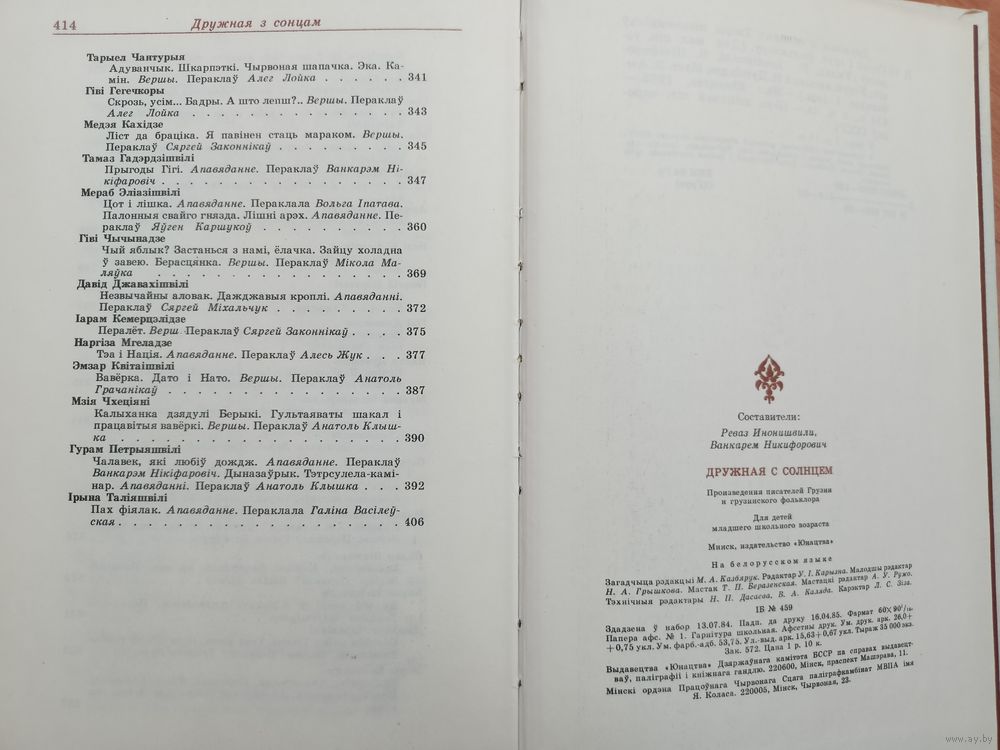 414
Дружная з сонцам
Тарыел Чантурыя
Адуванчык. Шкарпэткі. Чырвоная шапачка. Эка. Ка-
мін. Вершы. Пераклаў Алег Лойка . . . . . . 341
Гіві Гегечкоры
Скрозь, усім... Бадры. А што лепш?.. Вершы. Пераклаў
Алег Лойка . . . . . . . . . . . . . . 343
Медэя Кахідзе
Ліст да браціка. Я павінен стаць мараком. Вершы.
Пераклаў Сяргей Законнікаў . . . . . . . . . 345
Тамаз Гадэрдзішвілі
Прыгоды Гігі. Апавяданне. Пераклаў Ванкарэм Ні-
кіфаровіч . . . . . . . . . . . . . . . . 347
Мераб Эліазішвілі
Цот і лішка. Апавяданне. Пераклала Вольга Іпатава.
Палонныя свайго гнязда. Лішні арэх. Апавяданне. Пе-
раклаў Яўген Каршукоў . . . . . . . . . . 360
Гіві Чычынадзе
Чый яблык? Застанься з намі, ёлачка. Зайцу холадна
ў завею. Берасцянка. Вершы. Пераклаў Мікола Ма-
ляўка . . . . . . . . . . . . . . . . . 369
Давід Джавахішвілі
Незвычайны аловак. Дажджавыя кроплі. Апавяданні.
Пераклаў Сяргей Міхальчук . . . . . . . . . 372
Іарам Кемерцэлідзе
Пералёт. Верш Пераклаў Сяргей Законнікаў . . . . 375
Наргіза Мгеладзе
Тэа і Нація. Апавяданне. Пераклаў Алесь Жук . . . 377
Эмзар Квітаішвілі
Вавёрка. Дато і Нато. Вершы. Пераклаў Анатоль
Грачанікаў . . . . . . . . . . . . . . . . 387
Мзія Чхеціяні
Калыханка дзядулі Берыкі. Гультаяваты шакал і
працавітыя вавёркі. Вершы. Пераклаў Анатоль Клыш-
ка . . . . . . . . . . . . . . . . . . . 390
Гурам Петрыяшвілі
Чалавек, які любіў дождж. Апавяданне. Пераклаў
Ванкарэм Нікіфаровіч. Дыназаўрык. Тэтрсулела-камі-
нар. Апавяданні. Пераклаў Анатоль Клышка . . . 392
Ірына Таліяшвілі
Пах фіялак. Апавяданне. Пераклала Галіна Васілеў-
ская . . . . . . . . . . . . . . . . . . 406
Составители:
Реваз Инонишвили,
Ванкарем Никифорович
ДРУЖНАЯ С СОЛНЦЕМ
Произведения писателей Грузии
и грузинского фольклора
Для детей
младшего школьного возраста
Минск, издательство «Юнацтва»
На белорусском языке
Загадчыца рэдакцыі М. А. Казбярук. Рэдактар У. І. Карызна. Малодшы рэдактар
Н. А. Грышкова. Мастак Т. П. Беразенская. Мастацкі рэдактар А. У. Ружо.
Тэхнічныя рэдактары Н. П. Дасаева, В. А. Каляда. Карэктар Л. С. Зіза.
ІБ № 459
Здадзена ў набор 13.07.84. Падп. да друку 16.04.85. Фармат 60×90¹/₁₆.
Папера афс. № 1. Гарнітура школьная. Афсетны друк. Ум. друк. арк. 26,0+
+0,75 укл. Ум. фарб.-адб. 53,75. Ул.-выд. арк. 15,63+0,67 укл. Тыраж 35 000 экз.
Зак. 572. Цана 1 р. 10 к.
Выдавецтва «Юнацтва» Дзяржаўнага камітэта БССР па справах выдавецт-
ваў, паліграфіі і кніжнага гандлю. 220600, Мінск, праспект Машэрава, 11.
Мінскі ордэна Працоўнага Чырвонага Сцяга паліграфкамбінат МВПА імя
Я. Коласа. 220005, Мінск, Чырвоная, 23.
www.ay.by